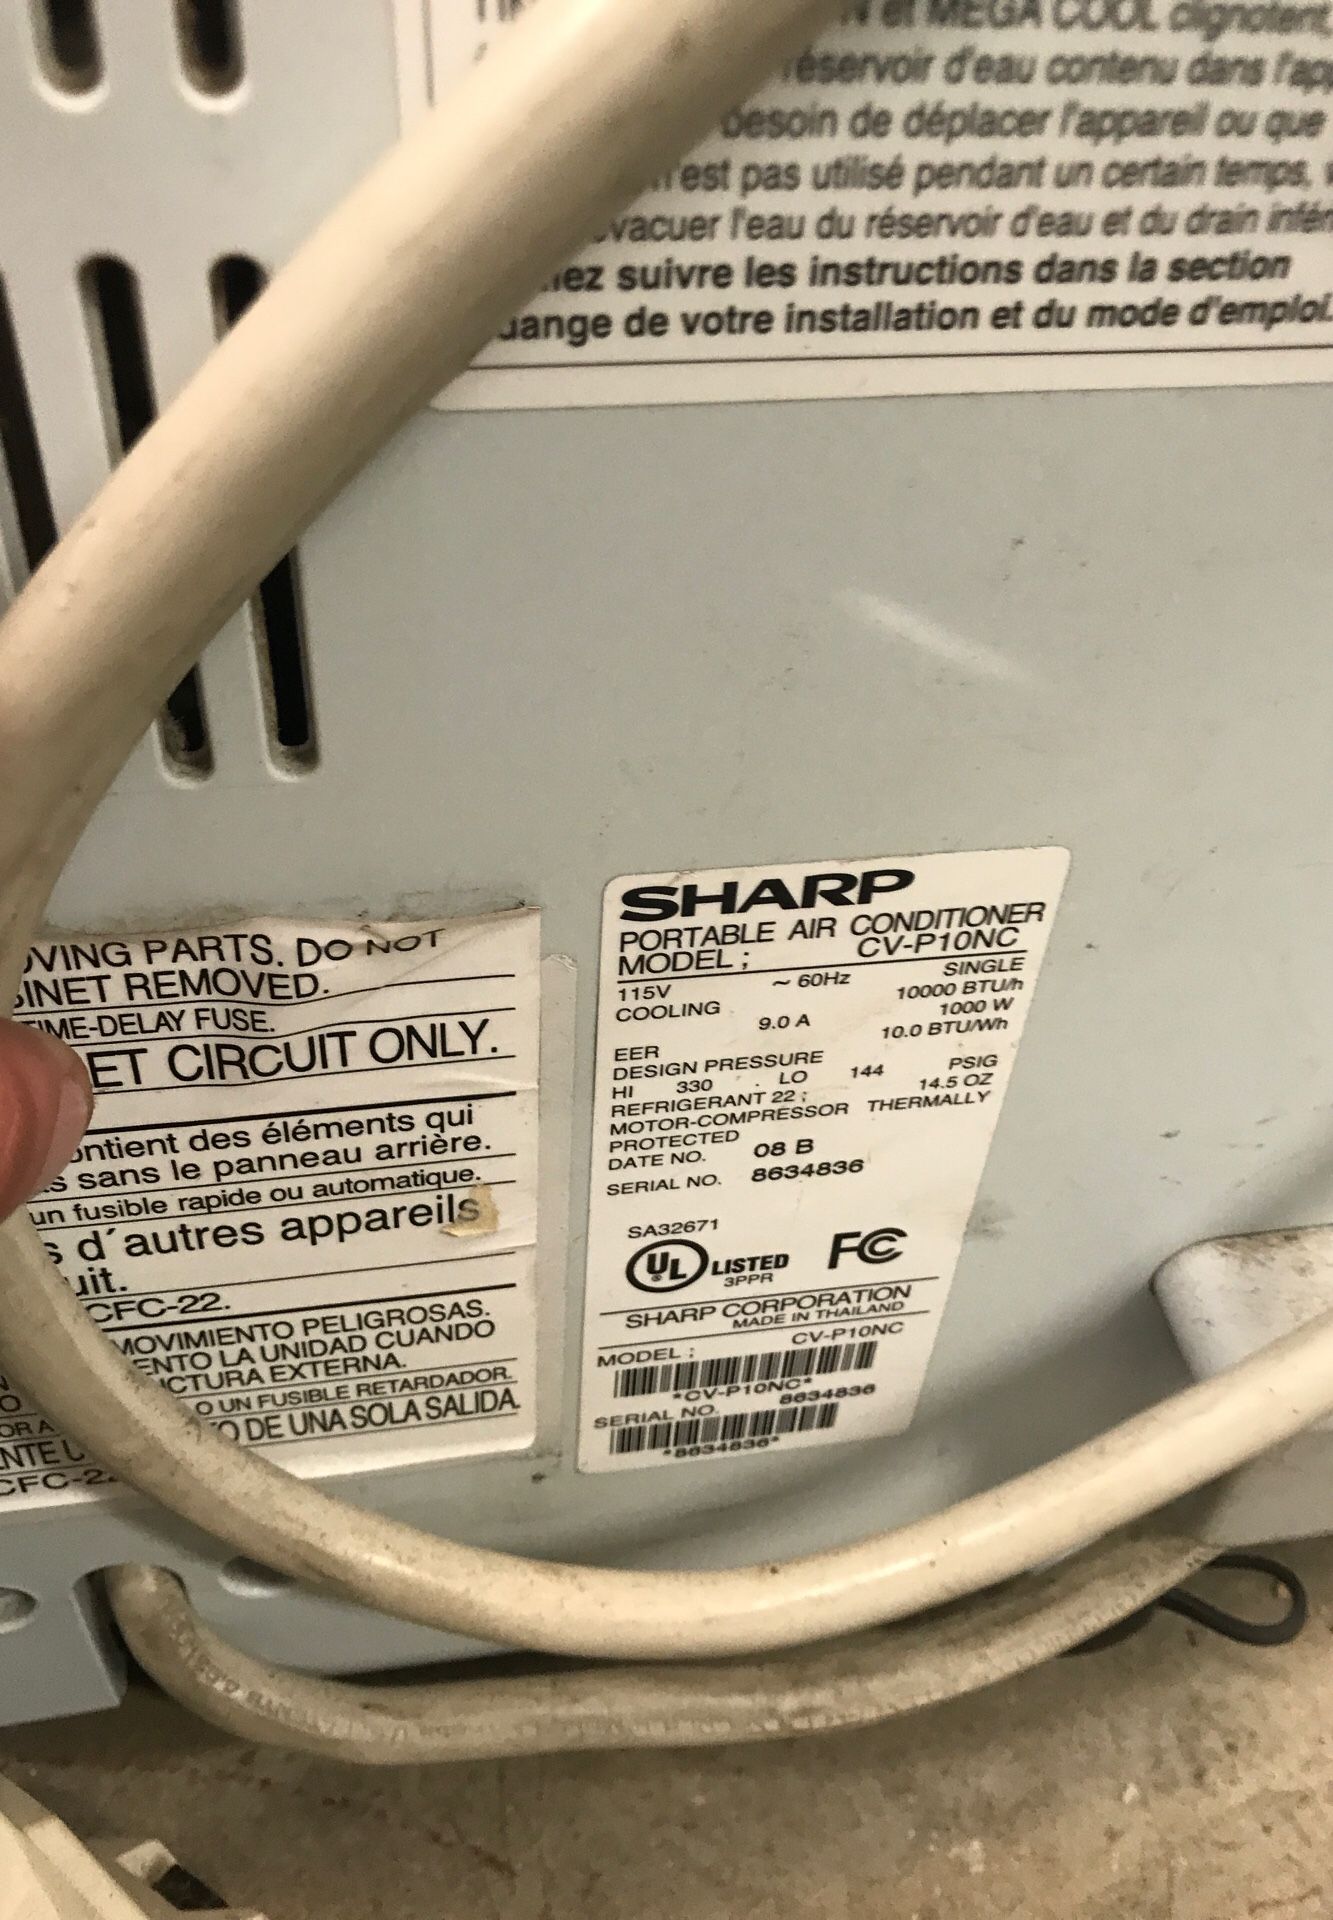 et MEGA COOL clignotent,
réservoir d'eau contenu dans l'app
besoin de déplacer l'appareil ou que
est pas utilisé pendant un certain temps,
évacuer l'eau du réservoir d'eau et du drain infér
suivre les instructions dans la section
de votre installation et du mode d'emploi.
VING PARTS. DO NOT
INET REMOVED.
TIME-DELAY FUSE.
ET CIRCUIT ONLY.
ontient des éléments qui
s sans le panneau arrière.
un fusible rapide ou automatique.
s d´autres appareils
uit.
CFC-22.
MOVIMIENTO PELIGROSAS.
ENTO LA UNIDAD CUANDO
CTURA EXTERNA.
O UN FUSIBLE RETARDADOR.
O DE UNA SOLA SALIDA.
OR A
NTE U
CFC-22
SHARP
PORTABLE AIR CONDITIONER
MODEL ; CV-P10NC
115V ~ 60Hz SINGLE
COOLING 10000 BTU/h
9.0 A 1000 W
EER 10.0 BTU/Wh
DESIGN PRESSURE
HI 330 LO 144 PSIG
REFRIGERANT 22 ; 14.5 OZ
MOTOR-COMPRESSOR THERMALLY
PROTECTED
DATE NO. 08 B
SERIAL NO. 8634836
SA32671
UL LISTED FC
3PPR
SHARP CORPORATION
MADE IN THAILAND
MODEL ; CV-P10NC
*CV-P10NC*
SERIAL NO. 8634836
*8634836*